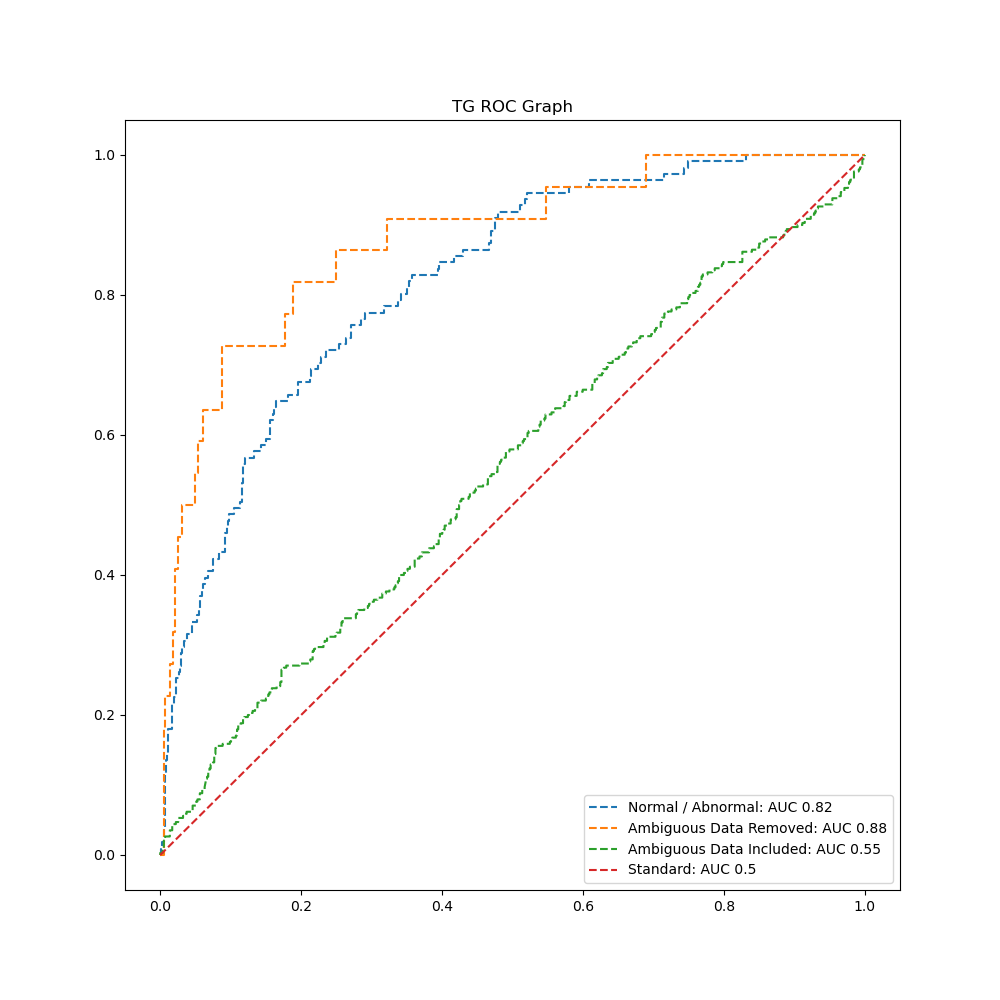 TG ROC Graph
1.0
0.8
0.6
0.4
0.2
0.0
Normal / Abnormal: AUC 0.82
Ambiguous Data Removed: AUC 0.88
Ambiguous Data Included: AUC 0.55
Standard: AUC 0.5
0.0 0.2 0.4 0.6 0.8 1.0